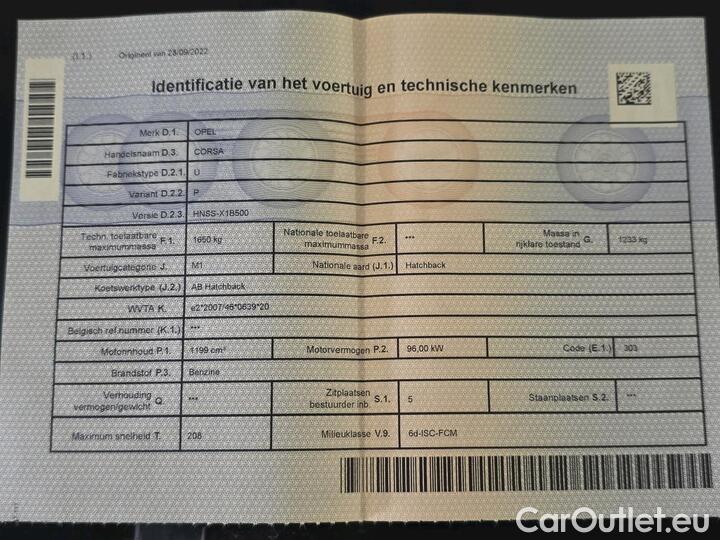 (I.1.) Origineel van 28/09/2022
Identificatie van het voertuig en technische kenmerken
Merk D.1. OPEL
Handelsnaam D.3. CORSA
Fabriekstype D.2.1. U
Variant D.2.2. P
Versie D.2.3. HNSS-X1B500
Techn. toelaatbare maximummassa F.1. 1650 kg Nationale toelaatbare maximummassa F.2. *** Massa in rijklare toestand G. 1233 kg
Voertuigcategorie J. M1 Nationale aard (J.1.) Hatchback
Koetswerktype (J.2.) AB Hatchback
WVTA K. e2*2007/46*0639*20
Belgisch ref.nummer (K.1.) ***
Motorinhoud P.1. 1199 cm³ Motorvermogen P.2. 96,00 kW Code (E.1.) 303
Brandstof P.3. Benzine
Verhouding vermogen/gewicht Q. *** Zitplaatsen bestuurder inb. S.1. 5 Staanplaatsen S.2. ***
Maximum snelheid T. 208 Milieuklasse V.9. 6d-ISC-FCM
CarOutlet.eu